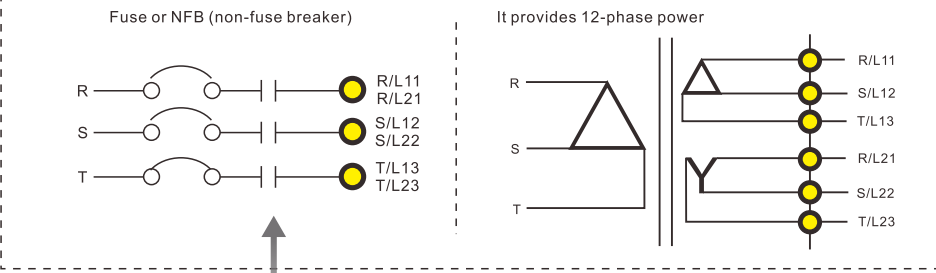 Fuse or NFB (non-fuse breaker)
R
R/L11
R/L21
S
S/L12
S/L22
T
T/L13
T/L23
It provides 12-phase power
R
S
T
R/L11
S/L12
T/L13
R/L21
S/L22
T/L23